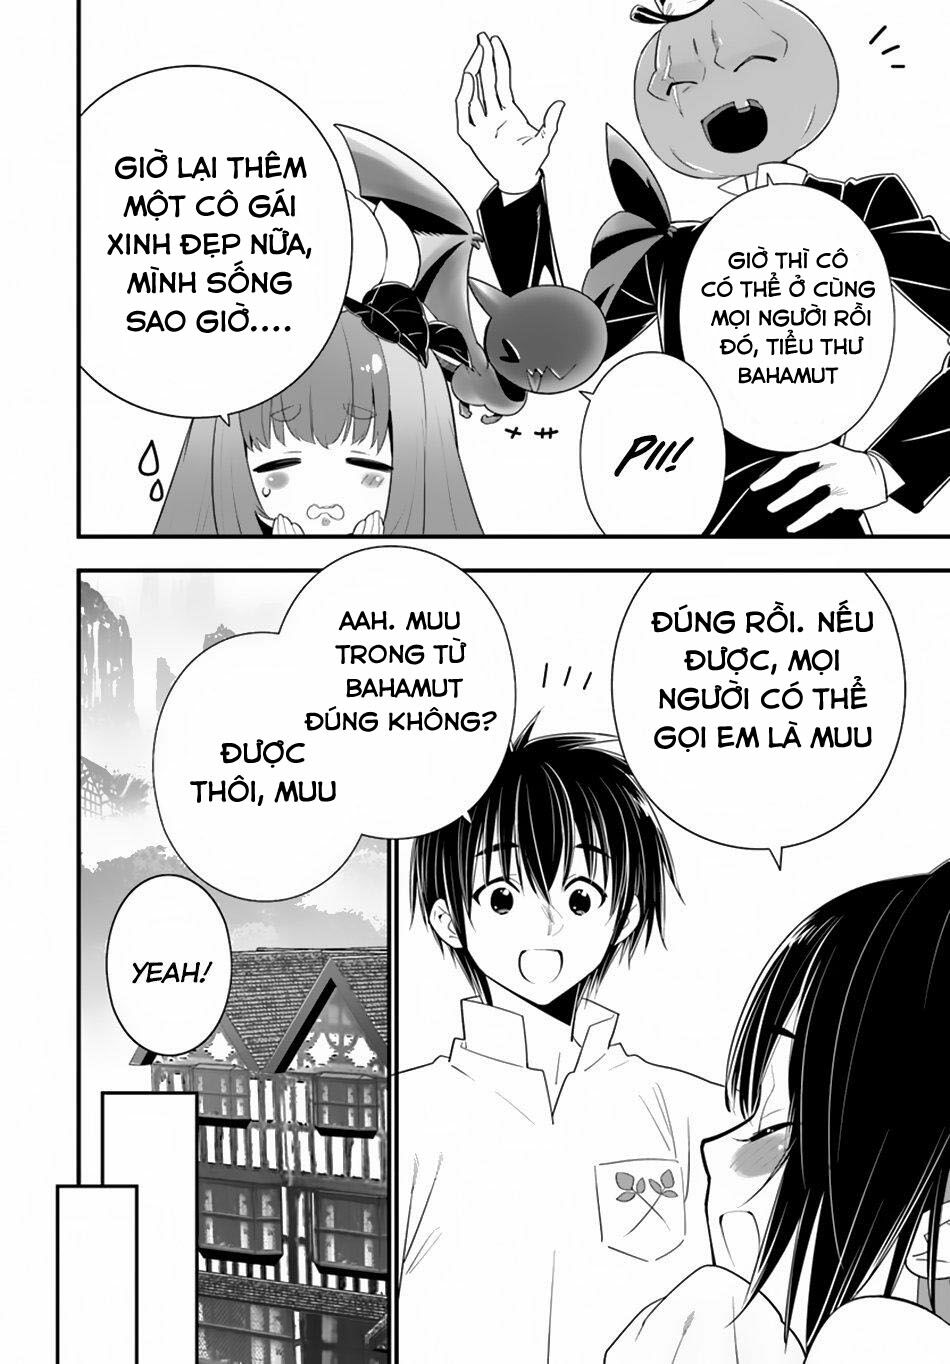 GIỜ LẠI THÊM
MỘT CÔ GÁI
XINH ĐẸP NỮA,
MÌNH SỐNG
SAO GIỜ....
GIỜ THÌ CÔ
CÓ THỂ Ở CÙNG
MỌI NGƯỜI RỒI
ĐÓ, TIỂU THƯ
BAHAMUT
PII!
ĐÚNG RỒI. NẾU
ĐƯỢC, MỌI
NGƯỜI CÓ THỂ
GỌI EM LÀ MUU
AAH. MUU
TRONG TỪ
BAHAMUT
ĐÚNG KHÔNG?
ĐƯỢC
THÔI, MUU
YEAH!